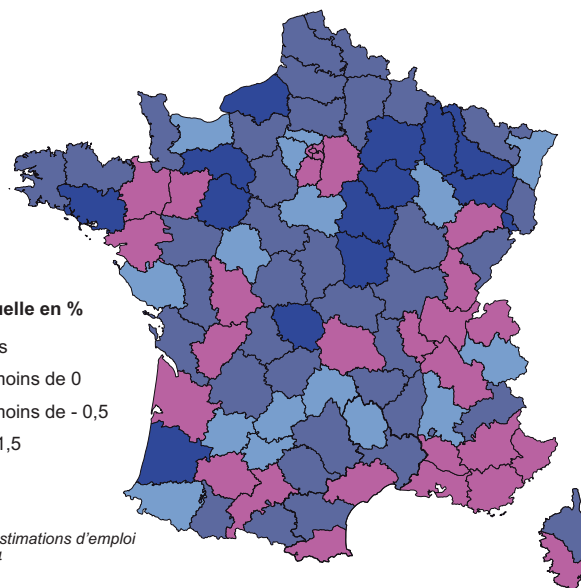 uelle en %
s
moins de 0
moins de - 0,5
1,5
stimations d’emploi